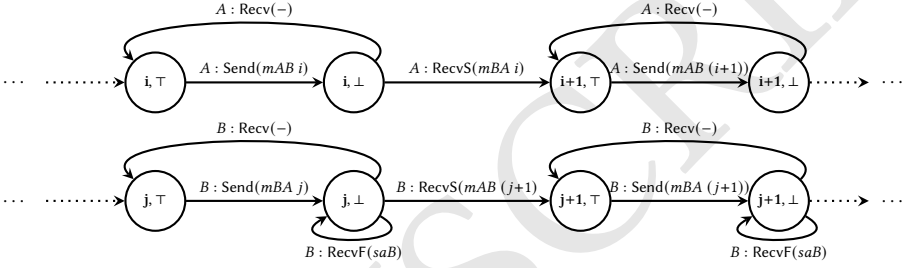 A : Recv(−) A : Recv(−)
··· i, ⊤ A : Send(mAB i) i, ⊥ A : RecvS(mBA i) i+1, ⊤ A : Send(mAB (i+1)) i+1, ⊥ ···
B : Recv(−) B : Recv(−)
··· j, ⊤ B : Send(mBA j) j, ⊥ B : RecvS(mAB (j+1) j+1, ⊤ B : Send(mBA (j+1)) j+1, ⊥ ···
B : RecvF(saB) B : RecvF(saB)